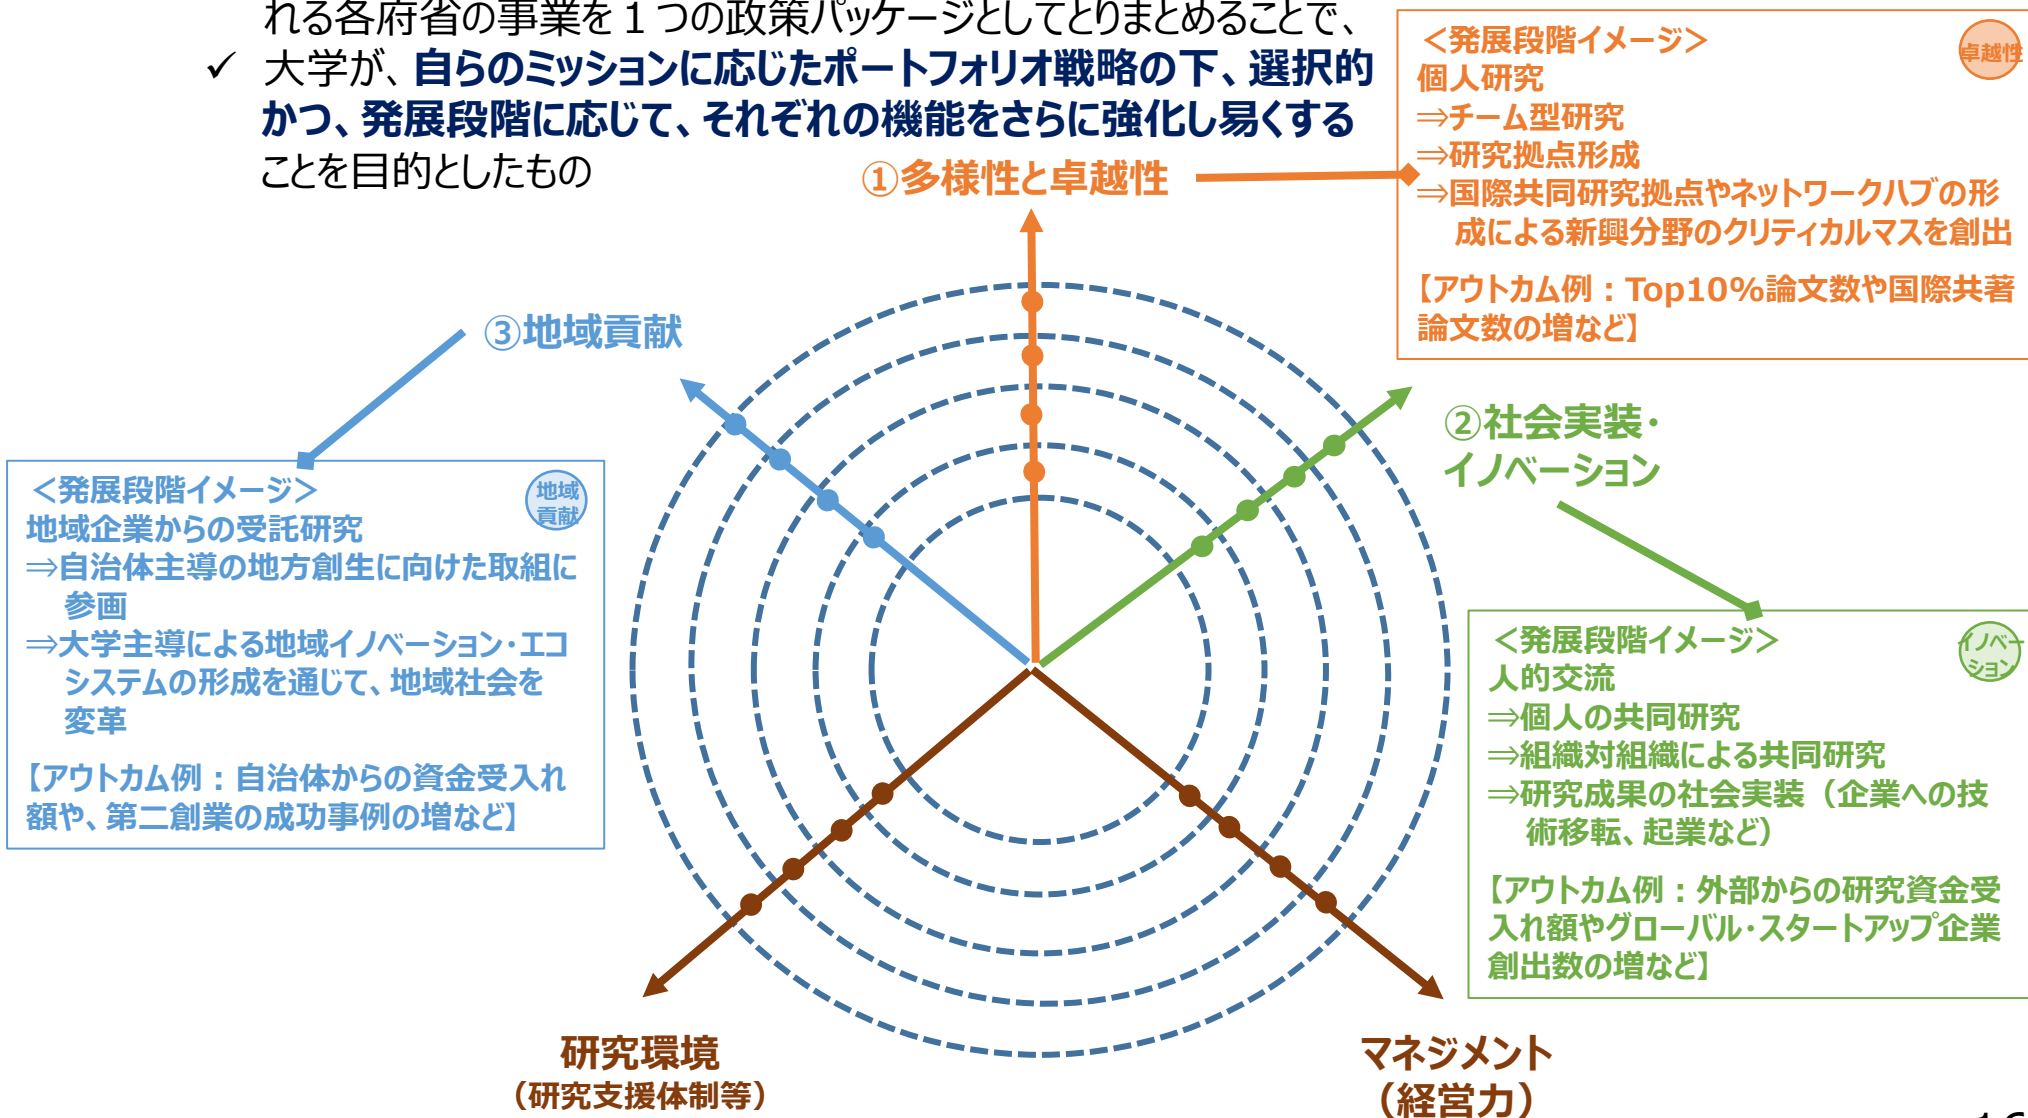 れる各府省の事業を１つの政策パッケージとしてとりまとめることで、
✓ 大学が、自らのミッションに応じたポートフォリオ戦略の下、選択的
かつ、発展段階に応じて、それぞれの機能をさらに強化し易くする
ことを目的としたもの
①多様性と卓越性
＜発展段階イメージ＞
卓越性
個人研究
⇒チーム型研究
⇒研究拠点形成
⇒国際共同研究拠点やネットワークハブの形
成による新興分野のクリティカルマスを創出
【アウトカム例：Top10%論文数や国際共著
論文数の増など】
③地域貢献
②社会実装・
イノベーション
＜発展段階イメージ＞
地域
貢献
地域企業からの受託研究
⇒自治体主導の地方創生に向けた取組に
参画
⇒大学主導による地域イノベーション・エコ
システムの形成を通じて、地域社会を
変革
【アウトカム例：自治体からの資金受入れ
額や、第二創業の成功事例の増など】
＜発展段階イメージ＞
イノベー
ション
人的交流
⇒個人の共同研究
⇒組織対組織による共同研究
⇒研究成果の社会実装（企業への技
術移転、起業など）
【アウトカム例：外部からの研究資金受
入れ額やグローバル・スタートアップ企業
創出数の増など】
研究環境
（研究支援体制等）
マネジメント
（経営力）